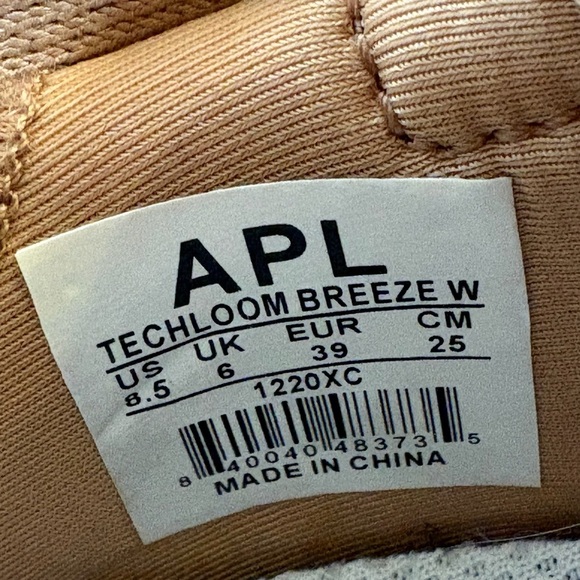 APL
TECHLOOM BREEZE W
US UK EUR CM
8.5 6 39 25
1220XC
8 40040 48373 5
MADE IN CHINA